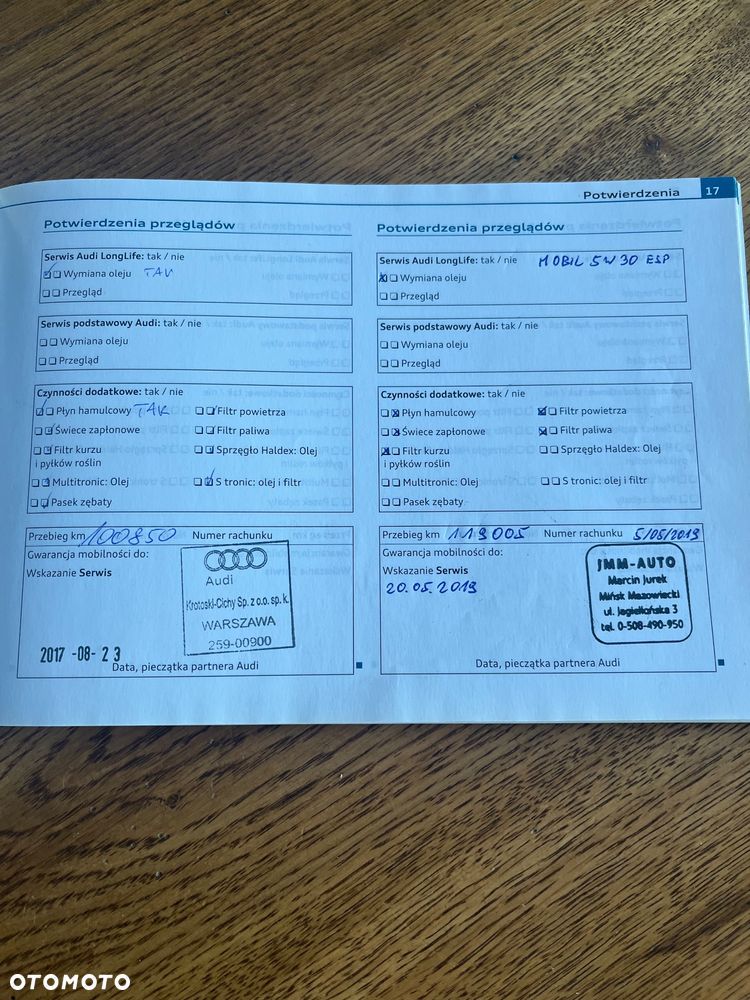 Potwierdzenia 17
Potwierdzenia przeglądów
Serwis Audi LongLife: tak / nie
Wymiana oleju TAK
Przegląd
Serwis podstawowy Audi: tak / nie
Wymiana oleju
Przegląd
Czynności dodatkowe: tak / nie
Płyn hamulcowy TAK
Filtr powietrza
Świece zapłonowe
Filtr paliwa
Filtr kurzu
i pyłków roślin
Sprzęgło Haldex: Olej
Multitronic: Olej
S tronic: olej i filtr
Pasek zębaty
Przebieg km 100850 Numer rachunku
Gwarancja mobilności do:
Wskazanie Serwis
Audi
Krotoski-Cichy Sp. z o.o. sp. k.
WARSZAWA
259-00900
2017 -08- 23
Data, pieczątka partnera Audi
Potwierdzenia przeglądów
Serwis Audi LongLife: tak / nie MOBIL 5W30 ESP
Wymiana oleju
Przegląd
Serwis podstawowy Audi: tak / nie
Wymiana oleju
Przegląd
Czynności dodatkowe: tak / nie
Płyn hamulcowy
Filtr powietrza
Świece zapłonowe
Filtr paliwa
Filtr kurzu
i pyłków roślin
Sprzęgło Haldex: Olej
Multitronic: Olej
S tronic: olej i filtr
Pasek zębaty
Przebieg km 119005 Numer rachunku 5/05/2019
Gwarancja mobilności do:
Wskazanie Serwis
20.05.2019
JMM-AUTO
Marcin Jurek
Mińsk Mazowiecki
ul. Jagiellońska 3
tel. 0-508-490-950
Data, pieczątka partnera Audi
OTOMOTO